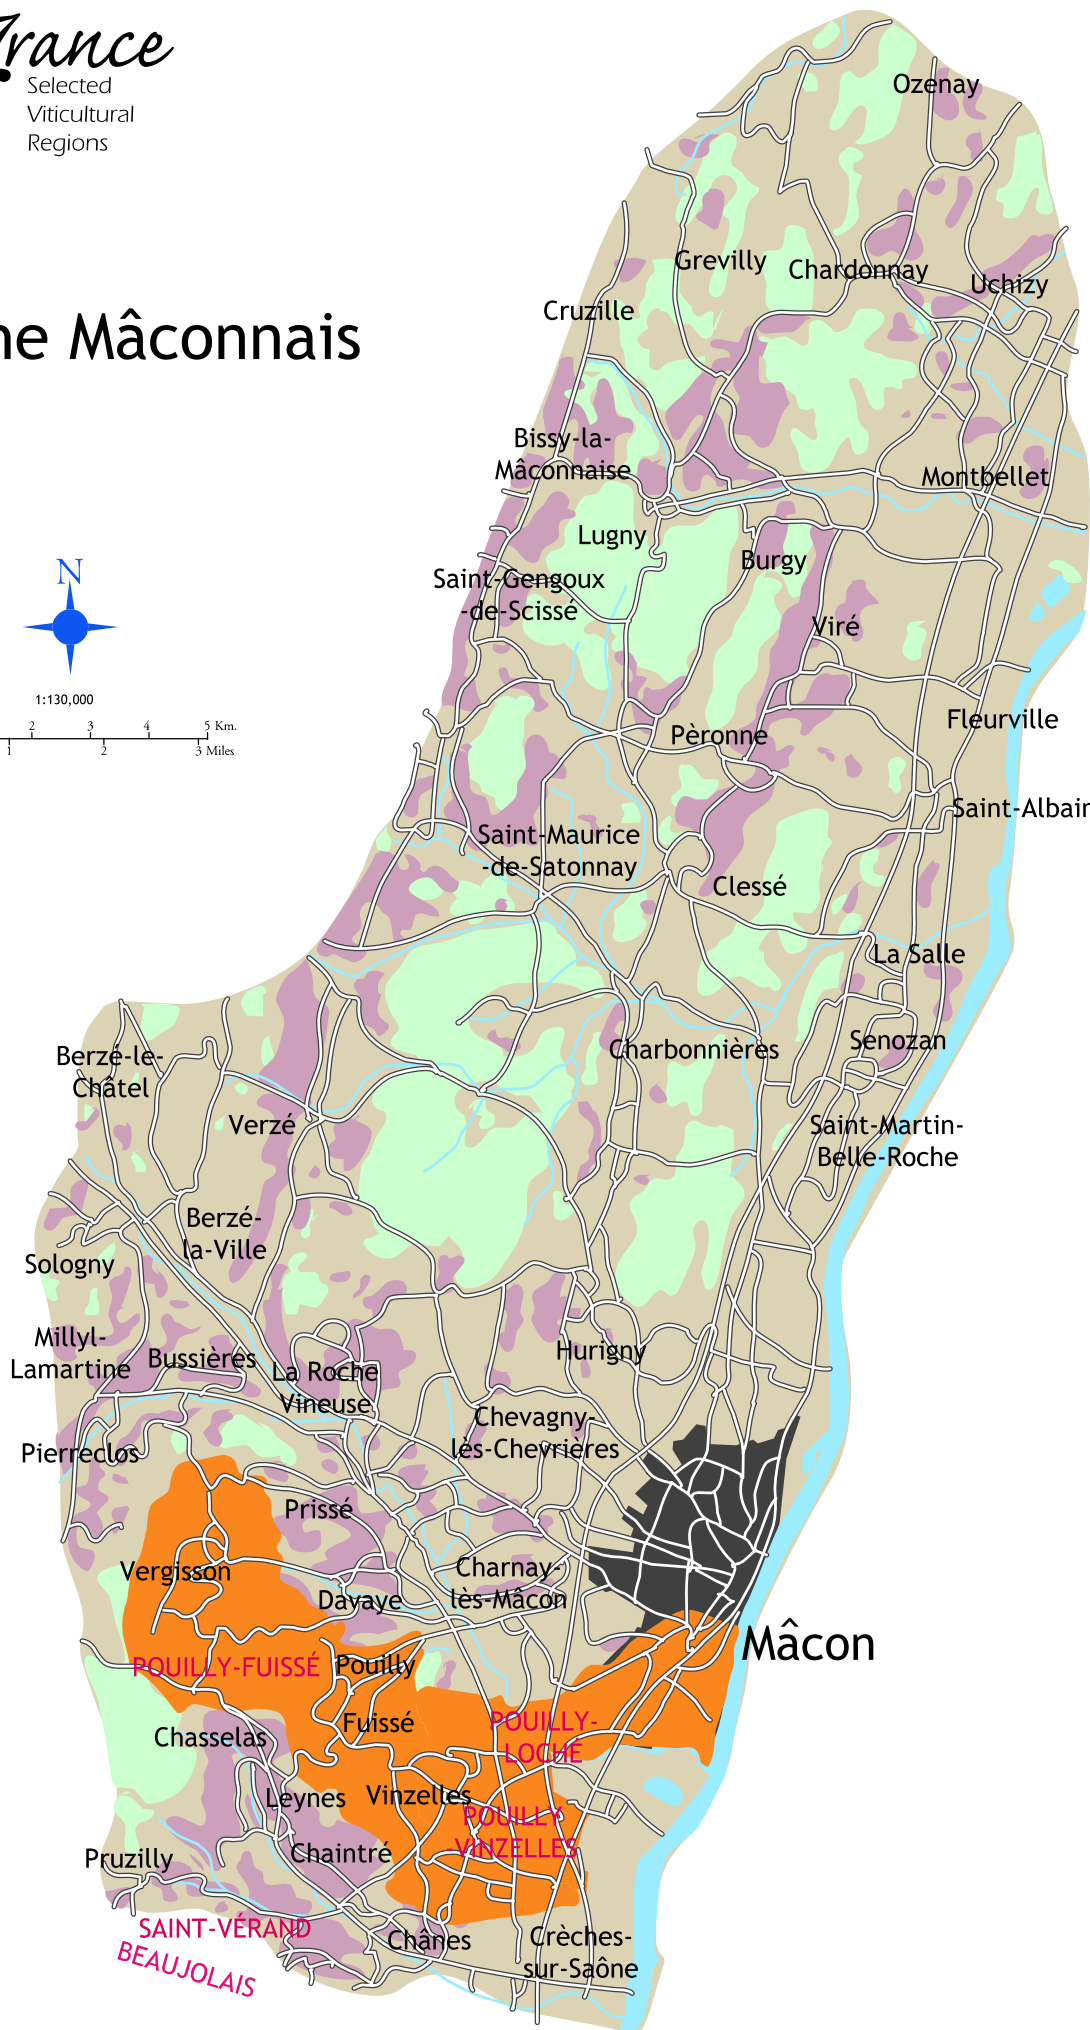 France
Selected
Viticultural
Regions
Ozenay
Grevilly
Chardonnay
Uchizy
Cruzille
ne Mâconnais
Bissy-la-
Mâconnaise
Montbellet
Lugny
Burgy
N
Saint-Gengoux
-de-Scissé
Viré
1:130,000
2 3 4 5 Km.
1 2 3 Miles
Fleurville
Pèronne
Saint-Albain
Saint-Maurice
-de-Satonnay
Clessé
La Salle
Senozan
Charbonnières
Berzé-le-
Châtel
Verzé
Saint-Martin-
Belle-Roche
Berzé-
la-Ville
Sologny
Millyl-
Lamartine
Bussières
La Roche
Vineuse
Hurigny
Chevagny-
lès-Chevrières
Pierreclos
Prissé
Vergisson
Davaye
Charnay-
lès-Mâcon
Mâcon
POUILLY-FUISSÉ
Pouilly
Chasselas
Fuissé
POUILLY-
LOCHÉ
Leynes
Vinzelles
POUILLY
-VINZELLES
Chaintré
Pruzilly
SAINT-VÉRAND
BEAUJOLAIS
Chânes
Crèches-
sur-Saône